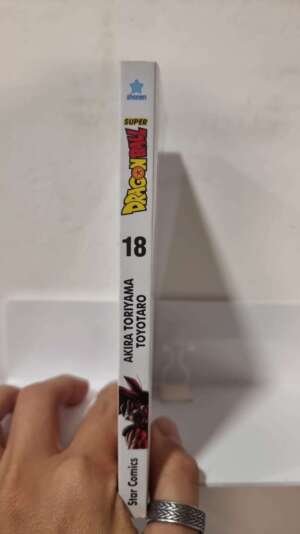 shonen
SUPER
DRAGON BALL
18
AKIRA TORIYAMA
TOYOTARO
Star Comics